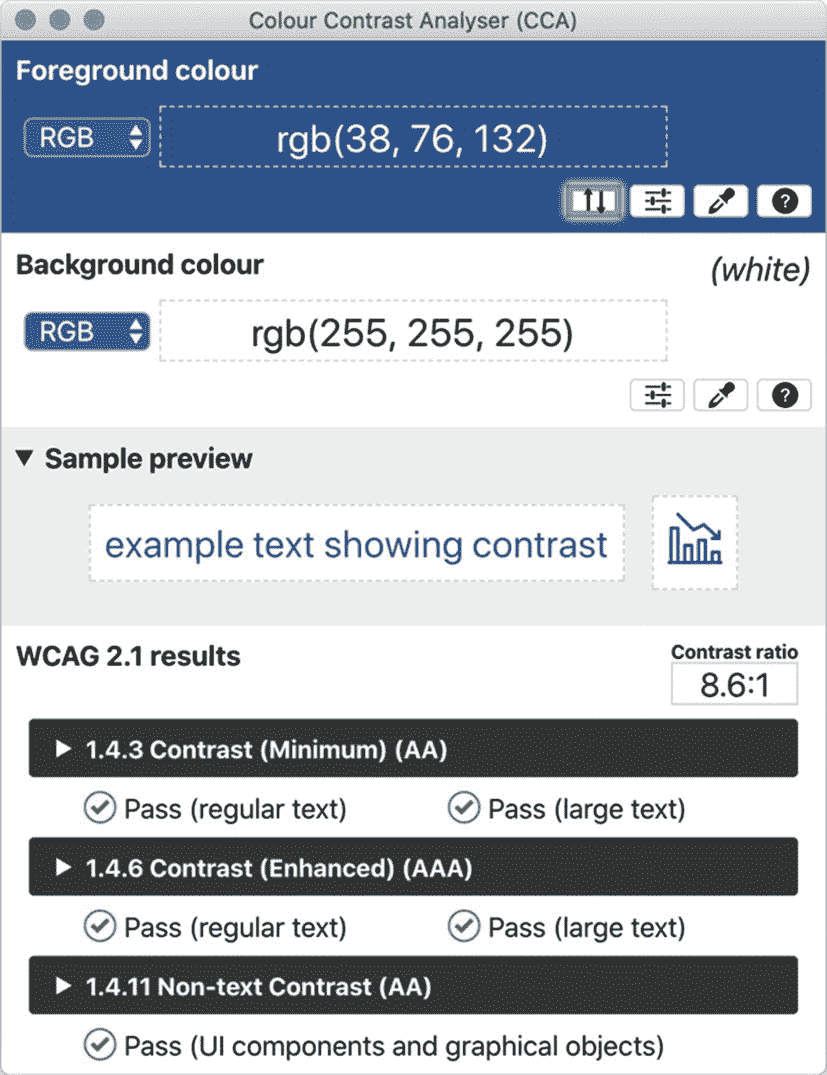 Colour Contrast Analyser (CCA)
Foreground colour
RGB
rgb(38, 76, 132)
?
Background colour
(white)
RGB
rgb(255, 255, 255)
?
Sample preview
example text showing contrast
WCAG 2.1 results
Contrast ratio
8.6:1
1.4.3 Contrast (Minimum) (AA)
Pass (regular text) Pass (large text)
1.4.6 Contrast (Enhanced) (AAA)
Pass (regular text) Pass (large text)
1.4.11 Non-text Contrast (AA)
Pass (UI components and graphical objects)